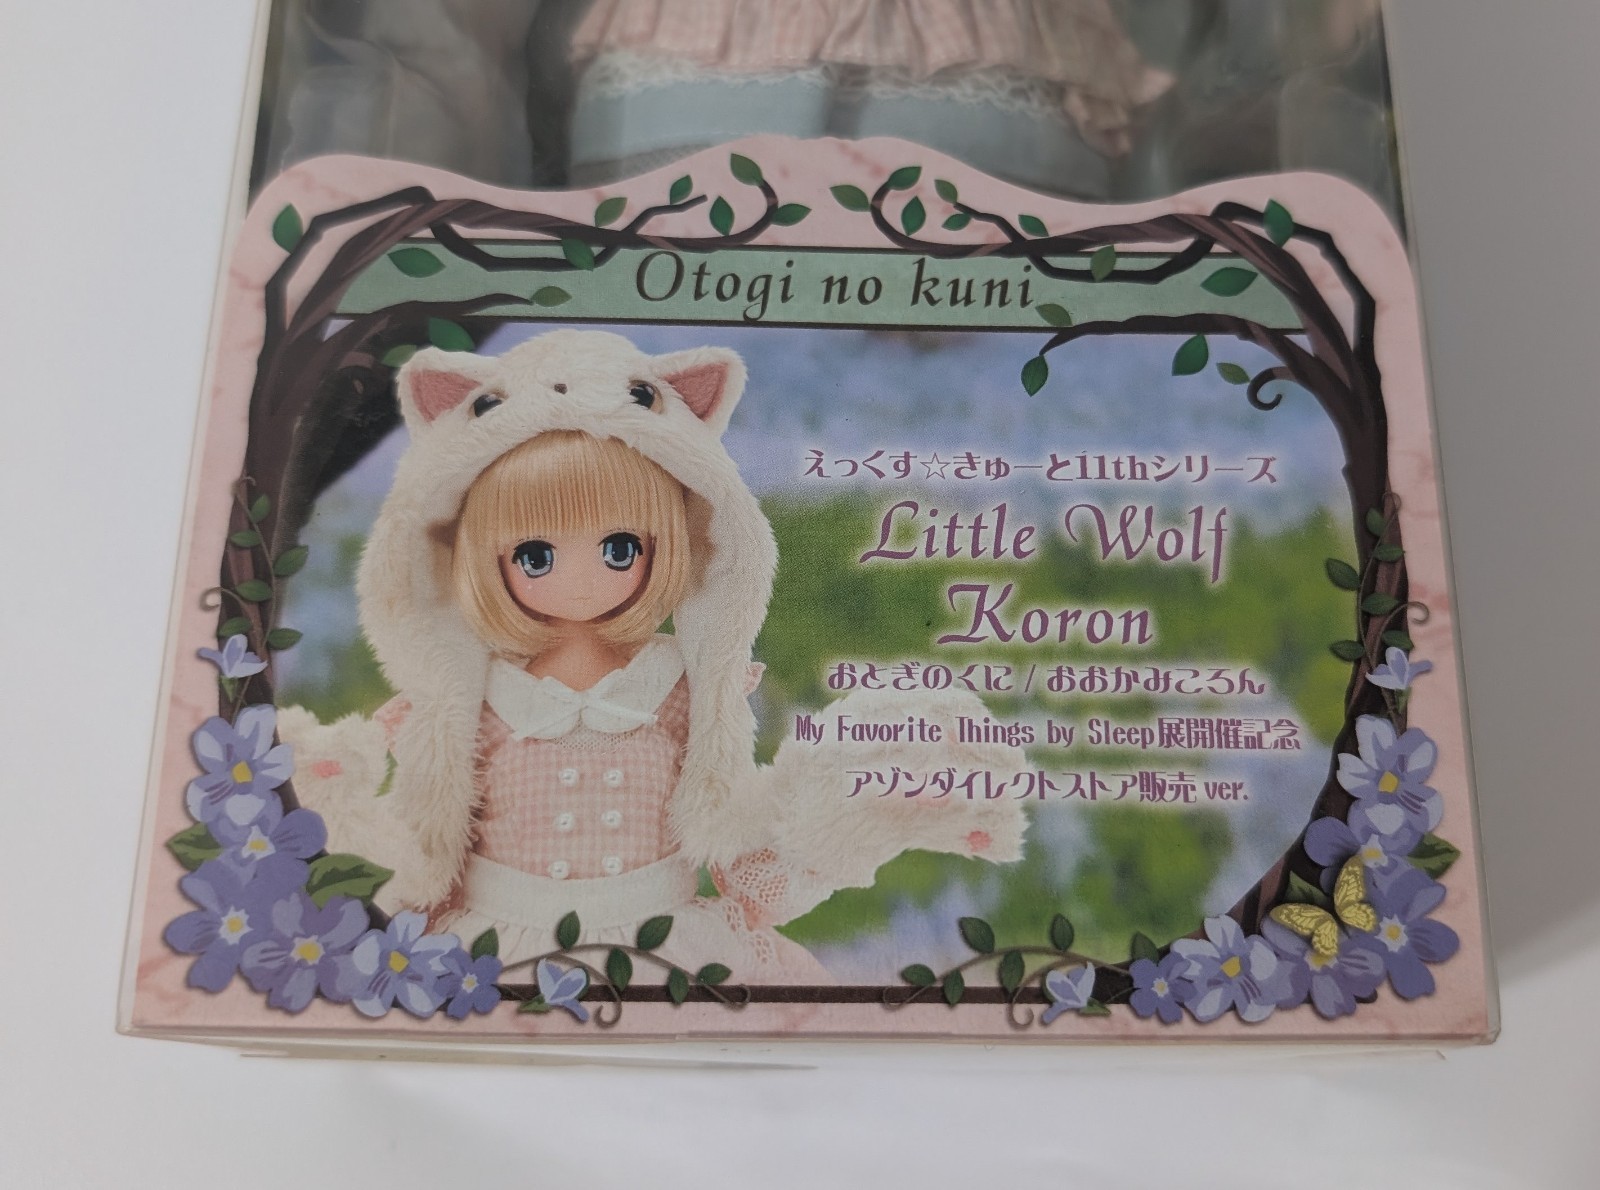 Otogi no kuni
えっくす☆きゅーと11thシリーズ
Little Wolf
Koron
おとぎのくに / おおかみころん
My Favorite Things by Sleep展開催記念
アゾンダイレクトストア販売 ver.